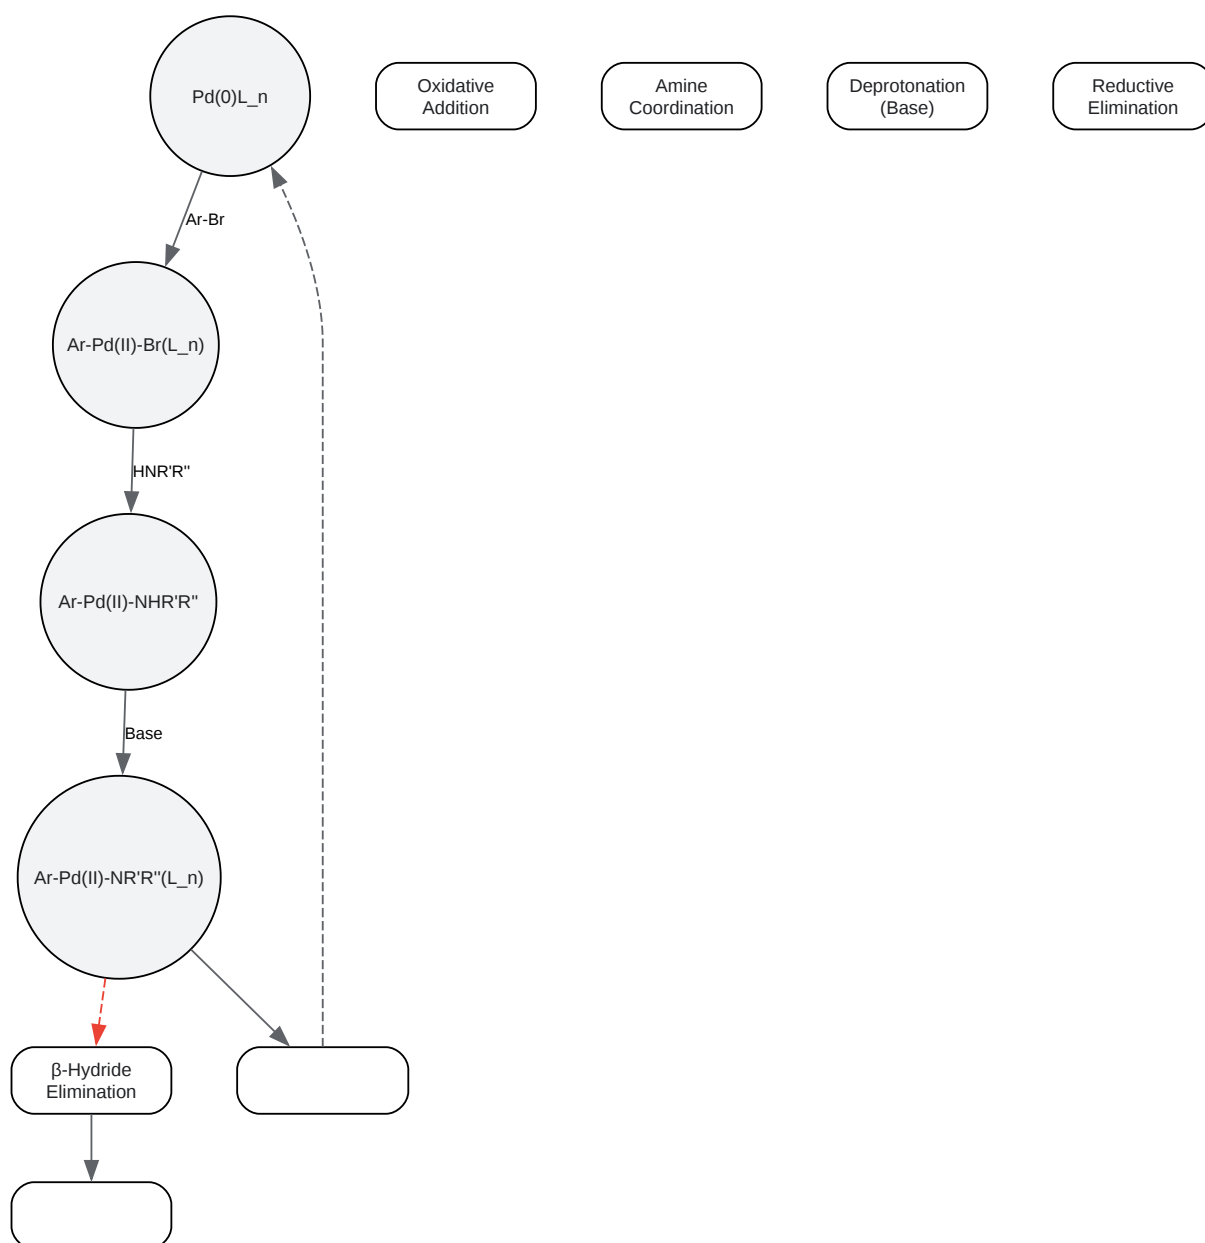 Pd(0)L_n
Oxidative
Addition
Amine
Coordination
Deprotonation
(Base)
Reductive
Elimination
Ar-Br
Ar-Pd(II)-Br(L_n)
HNR'R"
Ar-Pd(II)-NHR'R"
Base
Ar-Pd(II)-NR'R"(L_n)
β-Hydride
Elimination